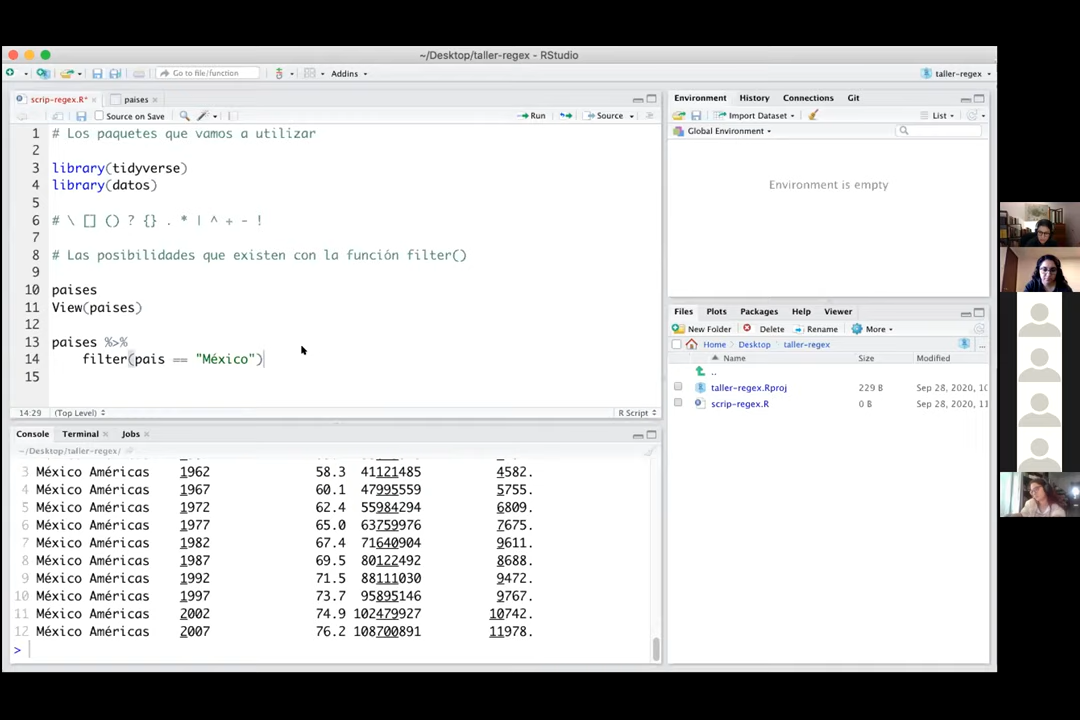 ~/Desktop/taller-regex - RStudio
Go to file/function
Addins
taller-regex
scrip-regex.R*
paises
Source on Save
Run
Source
1 # Los paquetes que vamos a utilizar
2
3 library(tidyverse)
4 library(datos)
5
6 # \ [] () ? {} . * | ^ + - !
7
8 # Las posibilidades que existen con la función filter()
9
10 paises
11 View(paises)
12
13 paises %>%
14 filter(pais == "México")
15
14:29 (Top Level) R Script
Console Terminal Jobs
~/Desktop/taller-regex/
3 México Américas 1962 58.3 41121485 4582.
4 México Américas 1967 60.1 47995559 5755.
5 México Américas 1972 62.4 55984294 6809.
6 México Américas 1977 65.0 63759976 7675.
7 México Américas 1982 67.4 71640904 9611.
8 México Américas 1987 69.5 80122492 8688.
9 México Américas 1992 71.5 88111030 9472.
10 México Américas 1997 73.7 95895146 9767.
11 México Américas 2002 74.9 102479927 10742.
12 México Américas 2007 76.2 108700891 11978.
>
Environment History Connections Git
Import Dataset List
Global Environment
Environment is empty
Files Plots Packages Help Viewer
New Folder Delete Rename More
Home Desktop taller-regex ...
Name Size Modified
..
taller-regex.Rproj 229 B Sep 28, 2020, 10
scrip-regex.R 0 B Sep 28, 2020, 11